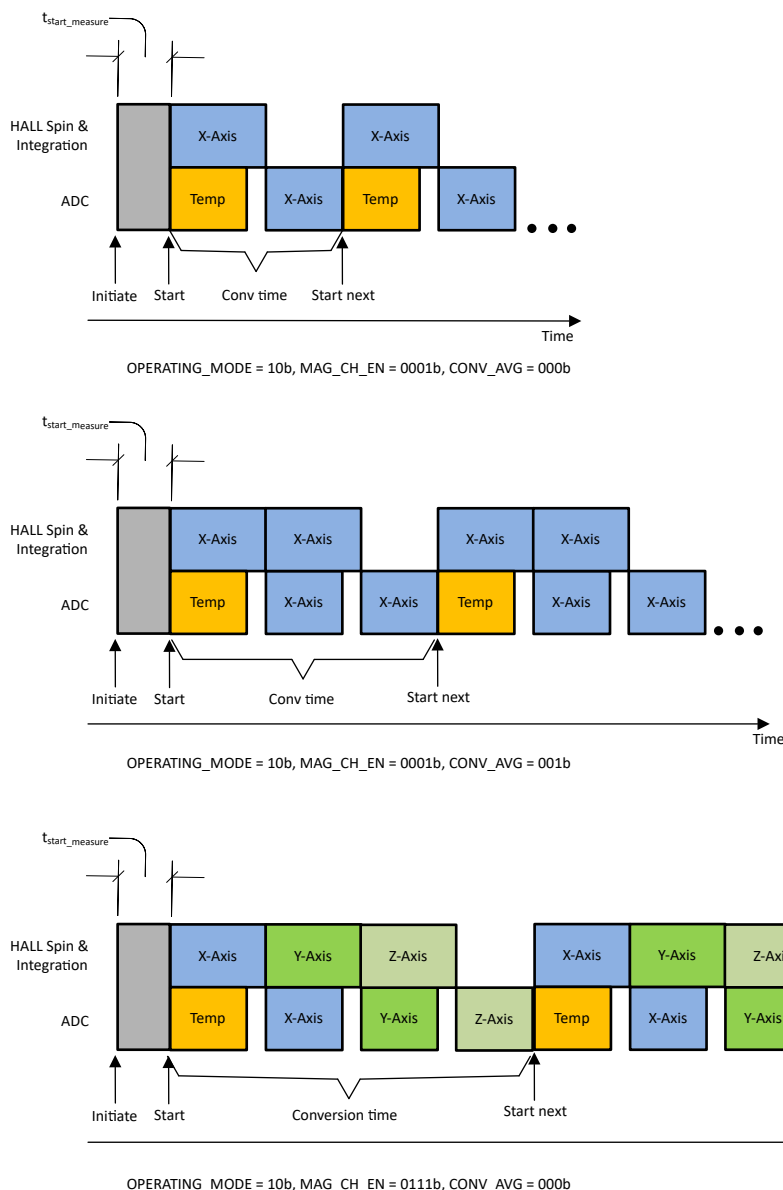 t start_measure
HALL Spin &
Integration
X-Axis
X-Axis
ADC
Temp
X-Axis
Temp
X-Axis
Initiate
Start
Conv time
Start next
Time
OPERATING_MODE = 10b, MAG_CH_EN = 0001b, CONV_AVG = 000b
t start_measure
HALL Spin &
Integration
X-Axis
X-Axis
X-Axis
X-Axis
ADC
Temp
X-Axis
X-Axis
Temp
X-Axis
X-Axis
Initiate
Start
Conv time
Start next
Time
OPERATING_MODE = 10b, MAG_CH_EN = 0001b, CONV_AVG = 001b
t start_measure
HALL Spin &
Integration
X-Axis
Y-Axis
Z-Axis
X-Axis
Y-Axis
Z-Axi
ADC
Temp
X-Axis
Y-Axis
Z-Axis
Temp
X-Axis
Y-Axis
Initiate
Start
Conversion time
Start next
OPERATING_MODE = 10b, MAG_CH_EN = 0111b, CONV_AVG = 000b